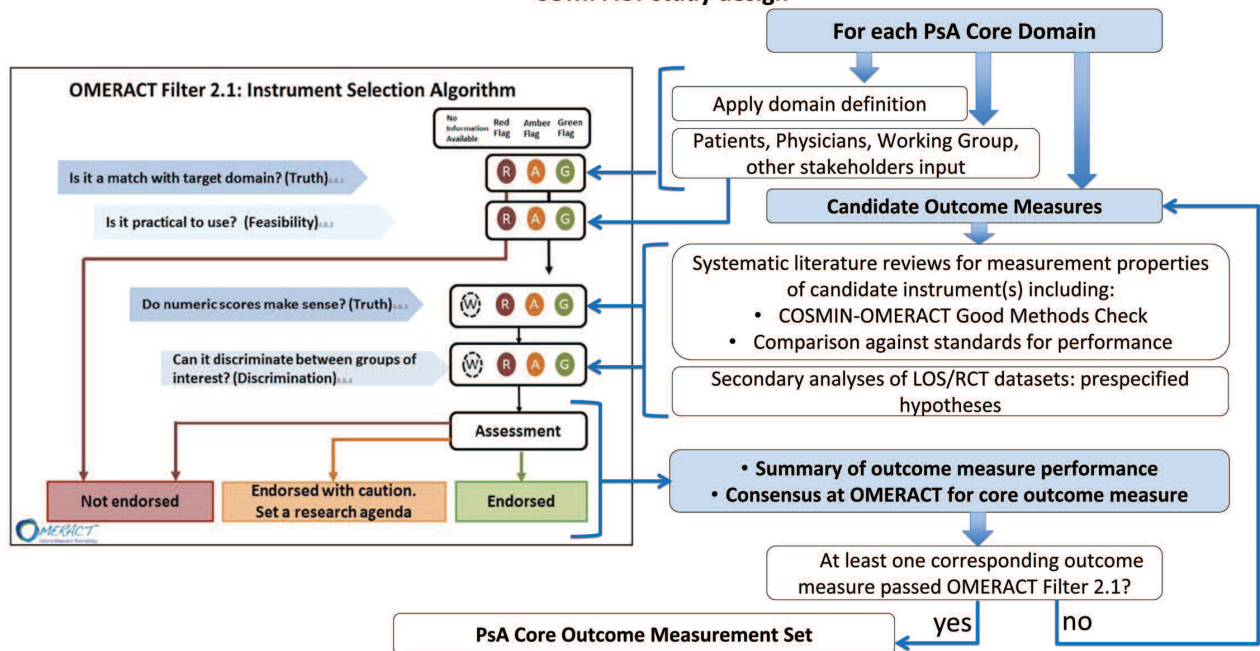 For each PsA Core Domain
OMERACT Filter 2.1: Instrument Selection Algorithm
No
Information
Available
Red
Flag
Amber
Flag
Green
Flag
Is it a match with target domain? (Truth)
R A G
Is it practical to use? (Feasibility)
R A G
Do numeric scores make sense? (Truth)
W R A G
Can it discriminate between groups of
interest? (Discrimination)
W R A G
Assessment
Not endorsed
Endorsed with caution.
Set a research agenda
Endorsed
OMERACT
Apply domain definition
Patients, Physicians, Working Group,
other stakeholders input
Candidate Outcome Measures
Systematic literature reviews for measurement properties
of candidate instrument(s) including:
• COSMIN-OMERACT Good Methods Check
• Comparison against standards for performance
Secondary analyses of LOS/RCT datasets: prespecified
hypotheses
• Summary of outcome measure performance
• Consensus at OMERACT for core outcome measure
At least one corresponding outcome
measure passed OMERACT Filter 2.1?
yes
no
PsA Core Outcome Measurement Set